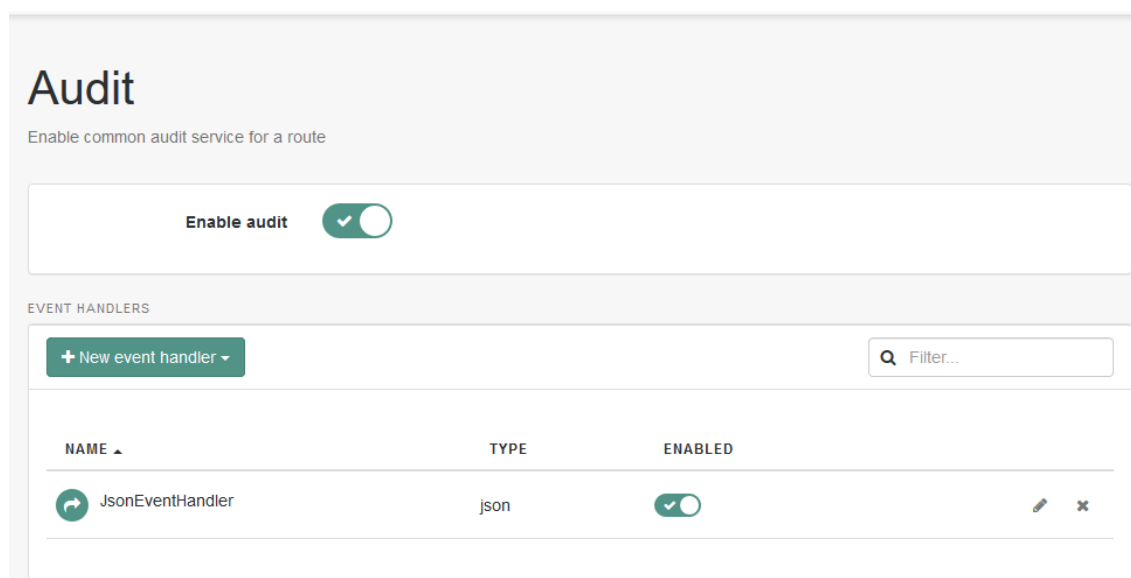 Audit
Enable common audit service for a route
Enable audit
EVENT HANDLERS
New event handler
Filter...
NAME TYPE ENABLED
JsonEventHandler json